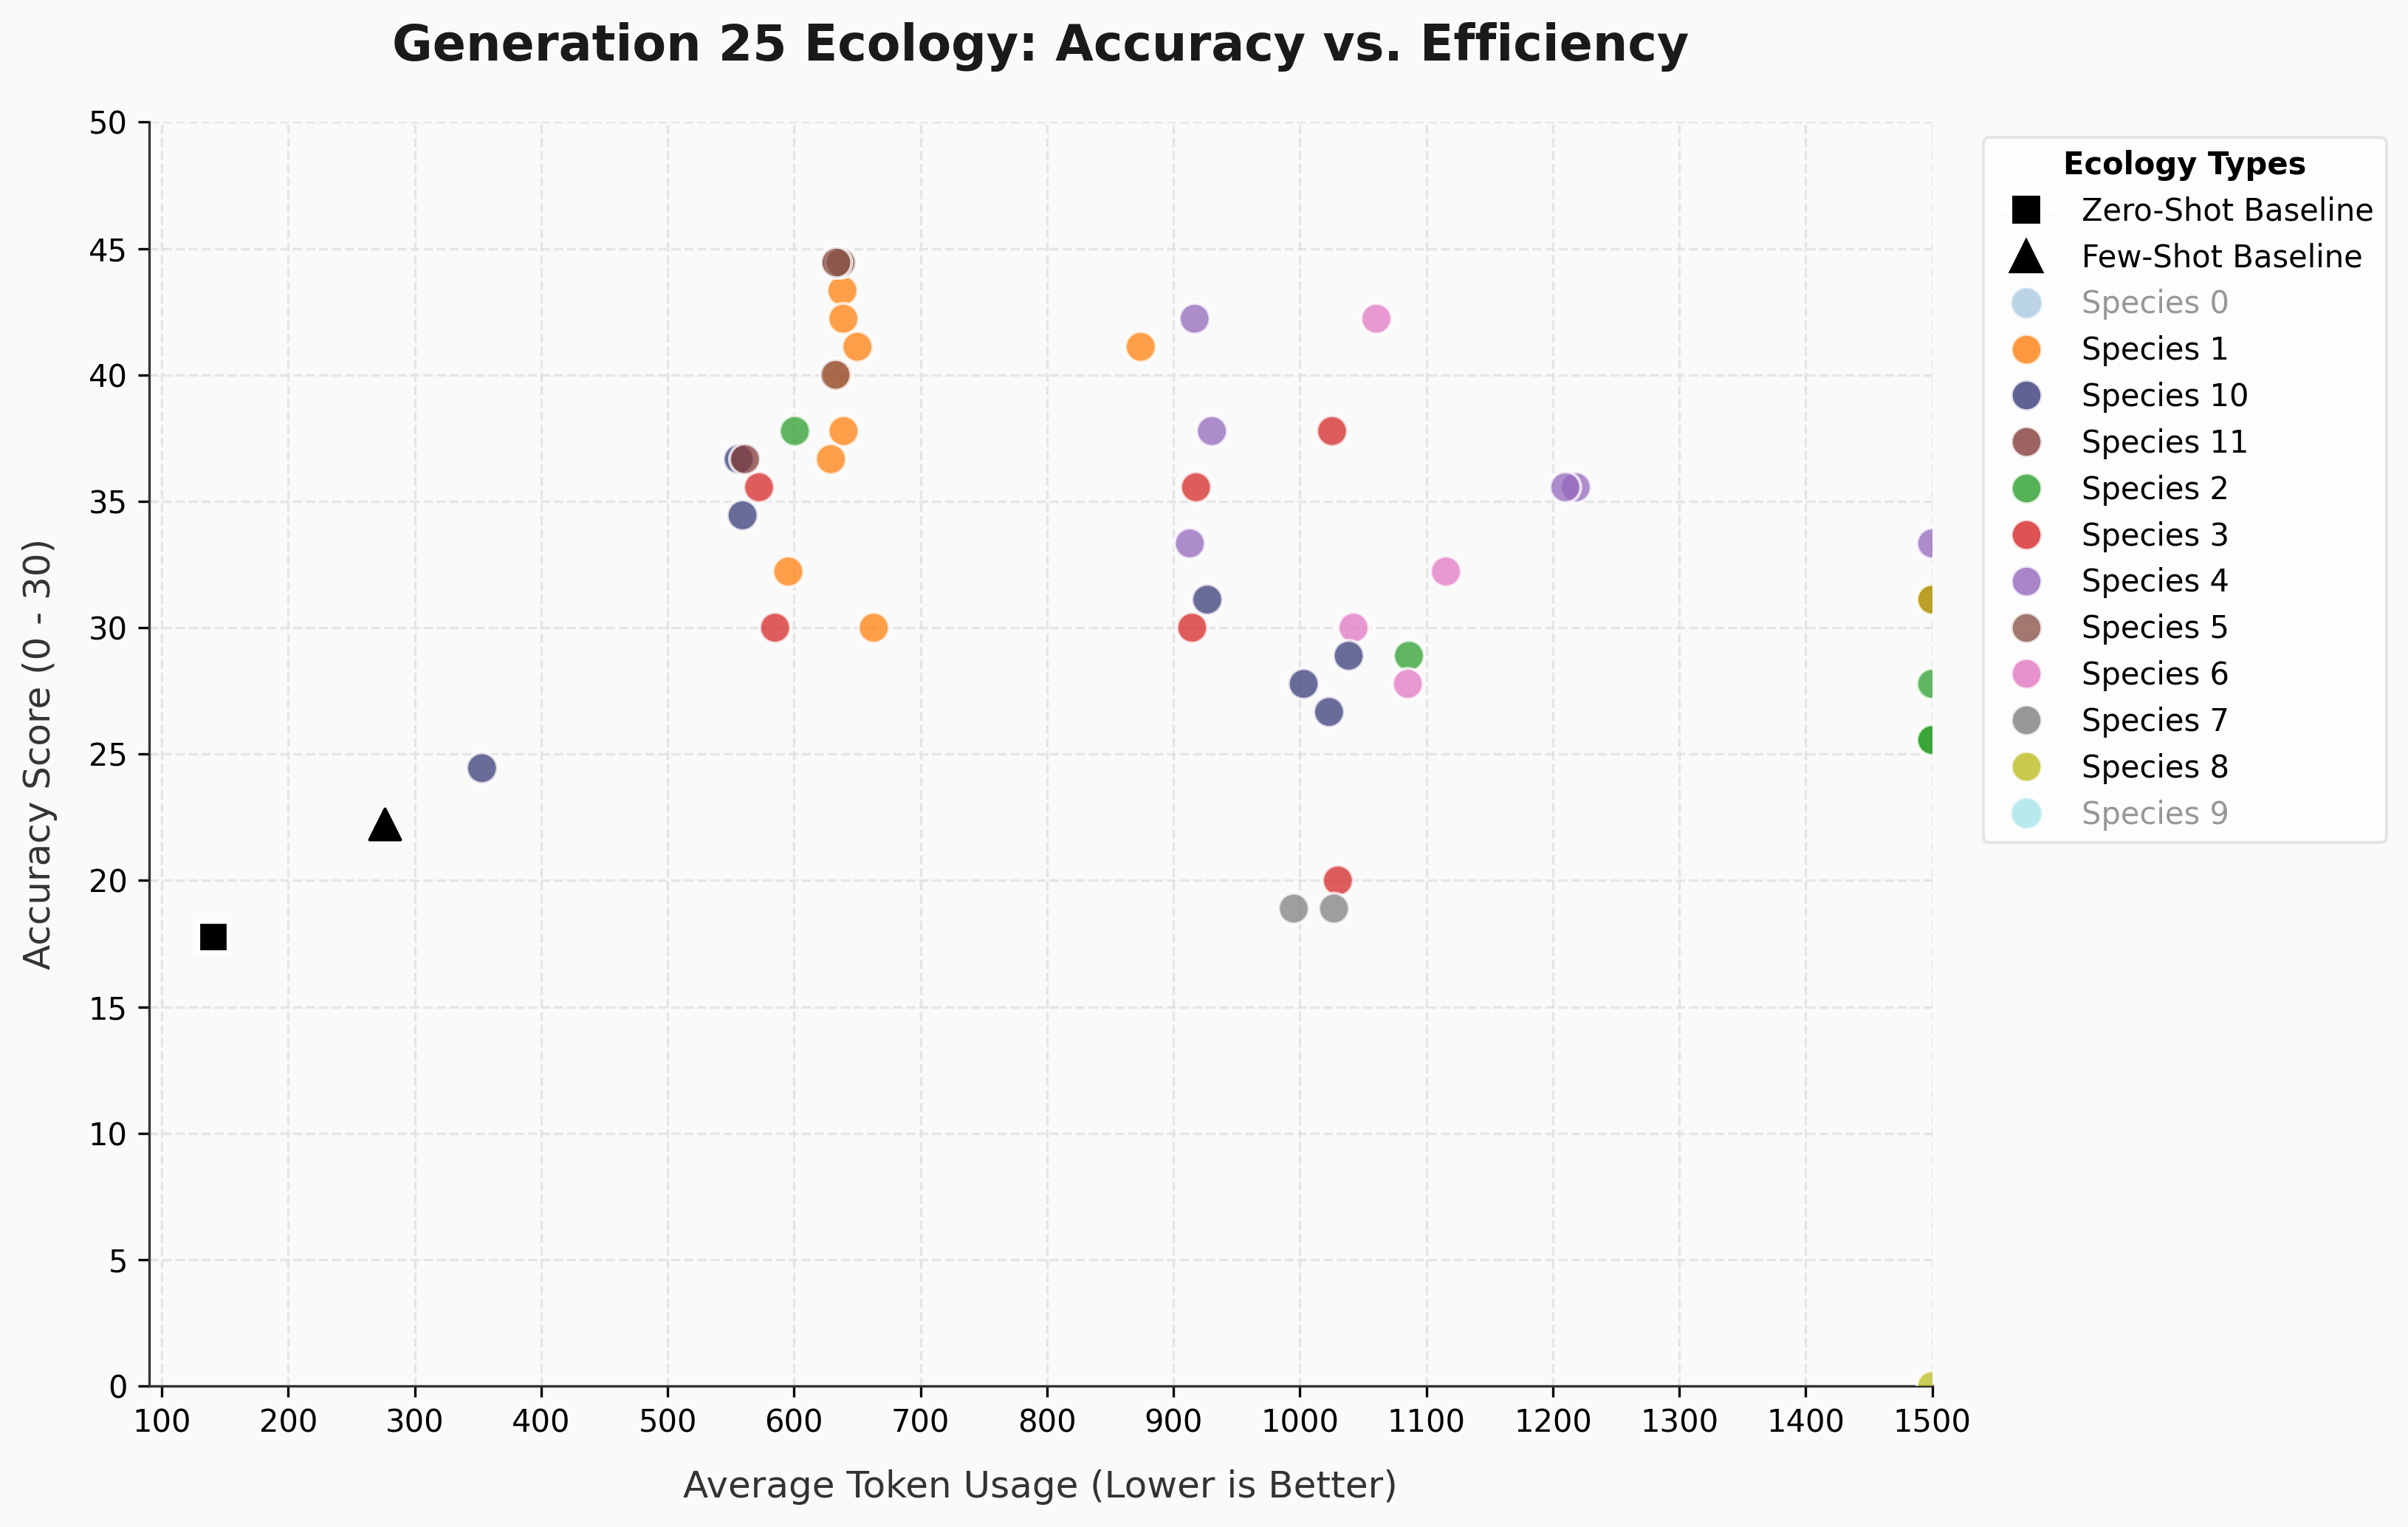 Generation 25 Ecology: Accuracy vs. Efficiency
Accuracy Score (0 - 30)
50
45
40
35
30
25
20
15
10
5
0
100 200 300 400 500 600 700 800 900 1000 1100 1200 1300 1400 1500
Average Token Usage (Lower is Better)
Ecology Types
Zero-Shot Baseline
Few-Shot Baseline
Species 0
Species 1
Species 10
Species 11
Species 2
Species 3
Species 4
Species 5
Species 6
Species 7
Species 8
Species 9